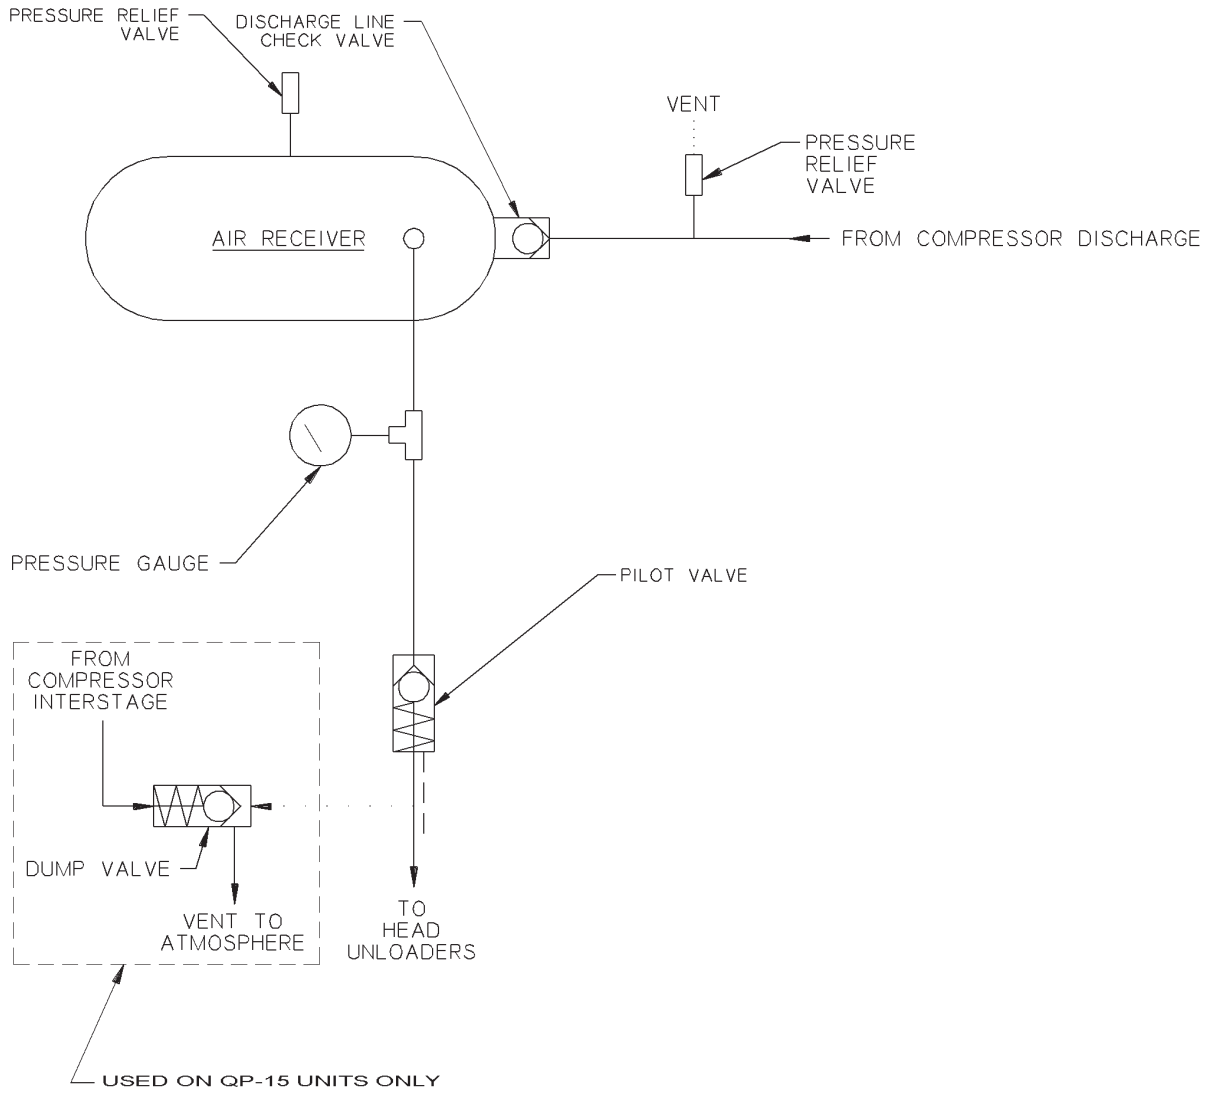 PRESSURE RELIEF
VALVE
DISCHARGE LINE
CHECK VALVE
VENT
PRESSURE
RELIEF
VALVE
AIR RECEIVER
FROM COMPRESSOR DISCHARGE
PRESSURE GAUGE
PILOT VALVE
FROM
COMPRESSOR
INTERSTAGE
DUMP VALVE
VENT TO
ATMOSPHERE
TO
HEAD
UNLOADERS
USED ON QP-15 UNITS ONLY